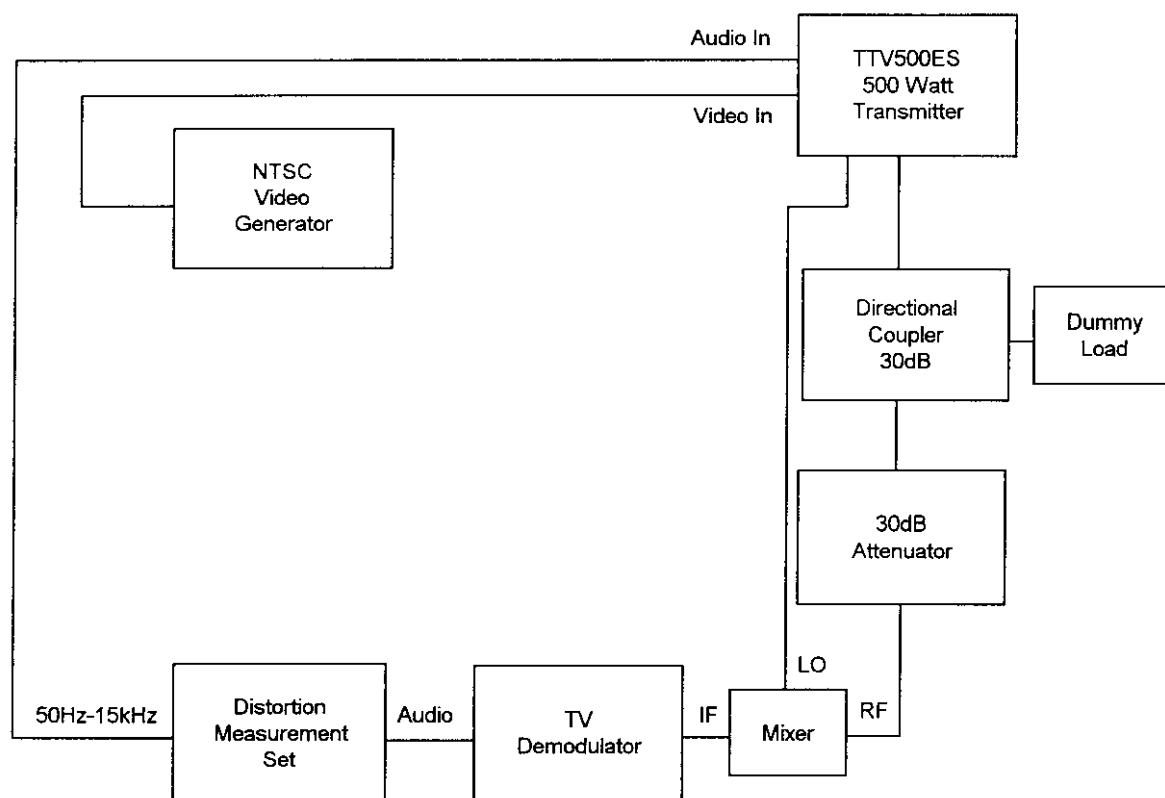 Audio In
TTV500ES
500 Watt
Transmitter
Video In
NTSC
Video
Generator
Directional
Coupler
30dB
Dummy
Load
30dB
Attenuator
LO
50Hz-15kHz
Distortion
Measurement
Set
Audio
TV
Demodulator
IF
Mixer
RF